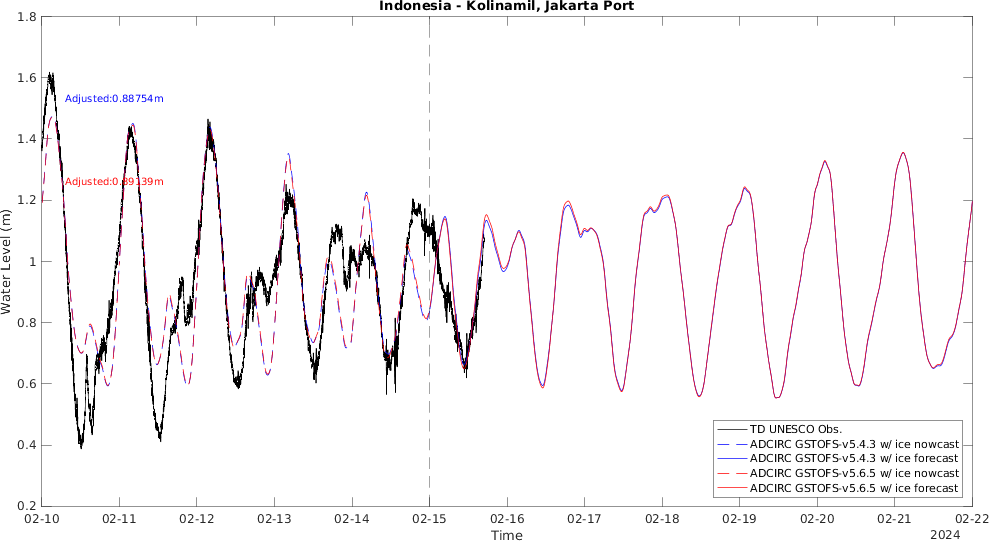 Indonesia - Kolinamil, Jakarta Port
1.8
1.6
1.4
1.2
1
0.8
0.6
0.4
0.2
Water Level (m)
Adjusted:0.88754m
Adjusted:0.89139m
TD UNESCO Obs.
ADCIRC GSTOFS-v5.4.3 w/ ice nowcast
ADCIRC GSTOFS-v5.4.3 w/ ice forecast
ADCIRC GSTOFS-v5.6.5 w/ ice nowcast
ADCIRC GSTOFS-v5.6.5 w/ ice forecast
02-10 02-11 02-12 02-13 02-14 02-15 02-16 02-17 02-18 02-19 02-20 02-21 02-22
Time
2024